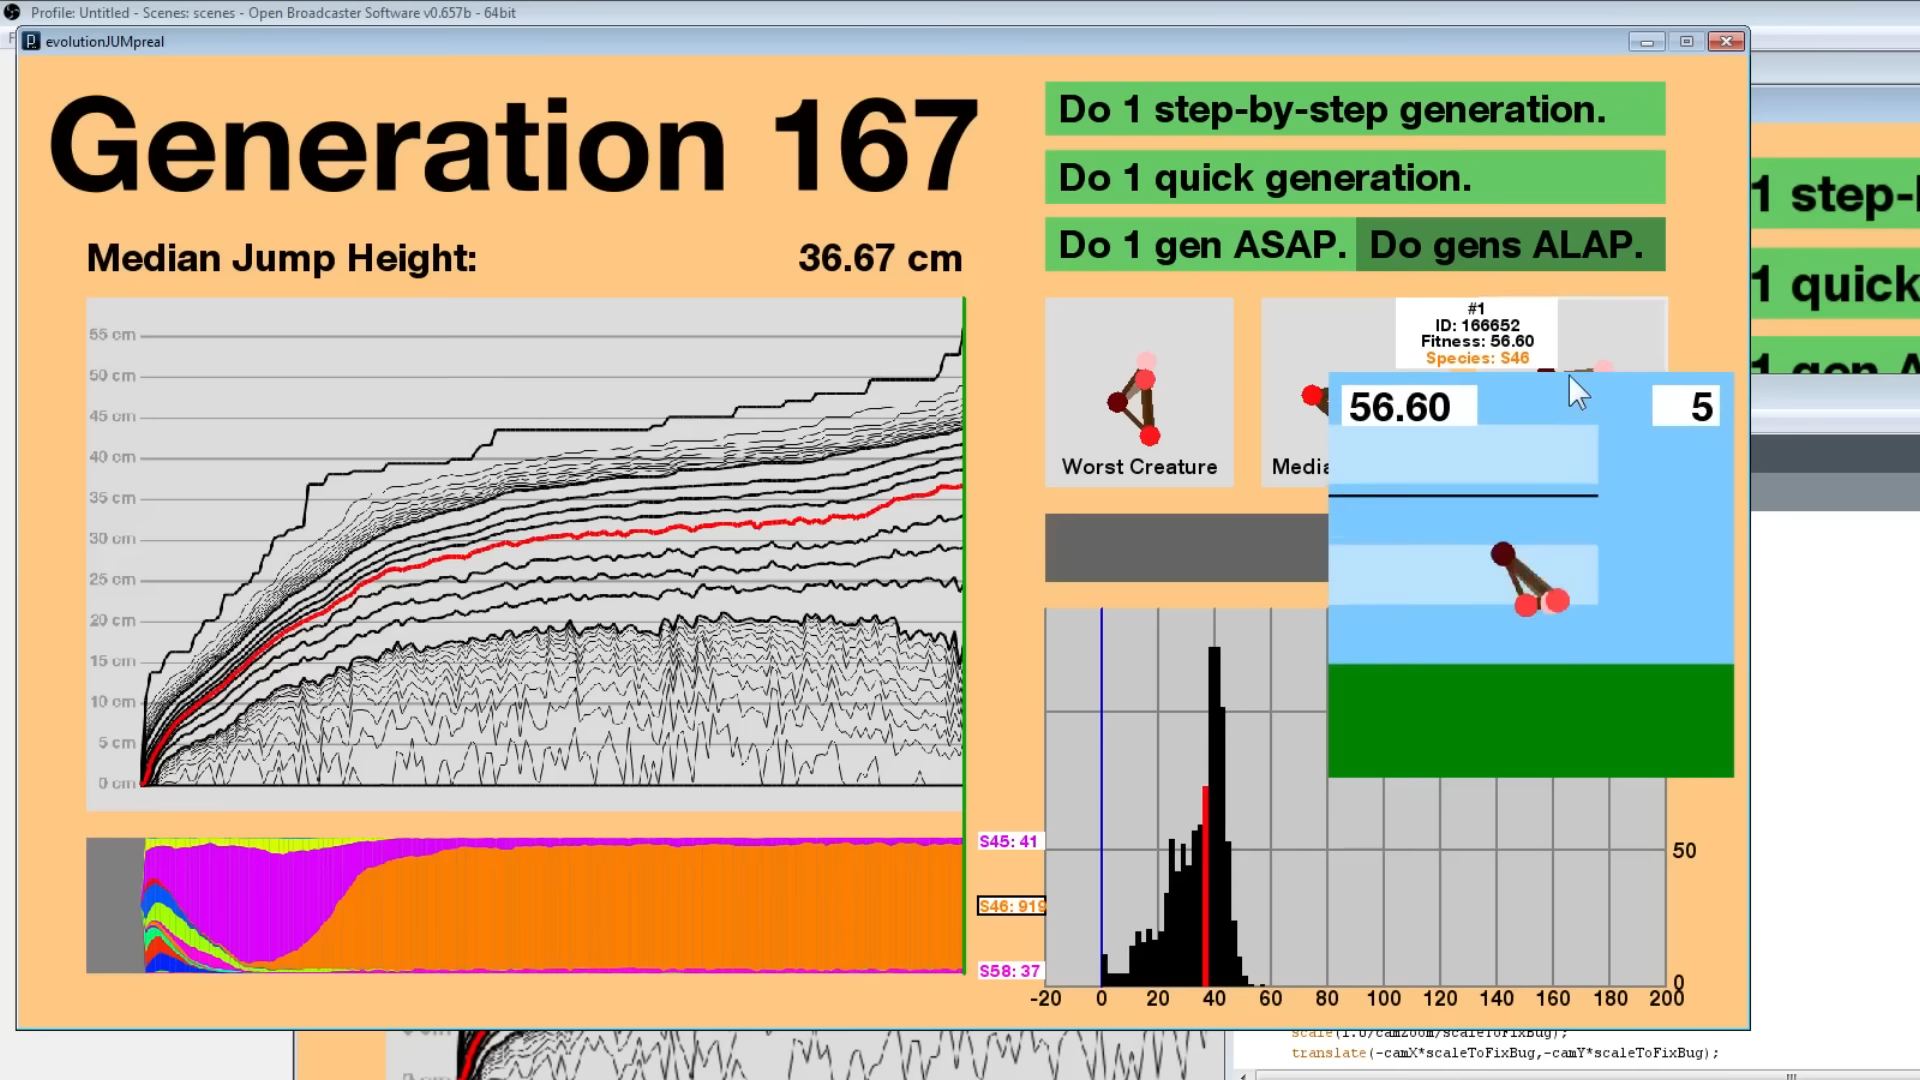 Profile: Untitled - Scenes: scenes - Open Broadcaster Software v0.657b - 64bit
evolutionJUMpreal
Generation 167
Median Jump Height: 36.67 cm
55 cm
50 cm
45 cm
40 cm
35 cm
30 cm
25 cm
20 cm
15 cm
10 cm
5 cm
0 cm
S45: 41
S46: 919
S58: 37
Do 1 step-by-step generation.
Do 1 quick generation.
Do 1 gen ASAP. Do gens ALAP.
Worst Creature
#1
ID: 166652
Fitness: 56.60
Species: S46
56.60
5
50
0
-20 0 20 40 60 80 100 120 140 160 180 200
1 step-
1 quick
translate(-camX*scaleToFixBug,-camY*scaleToFixBug);